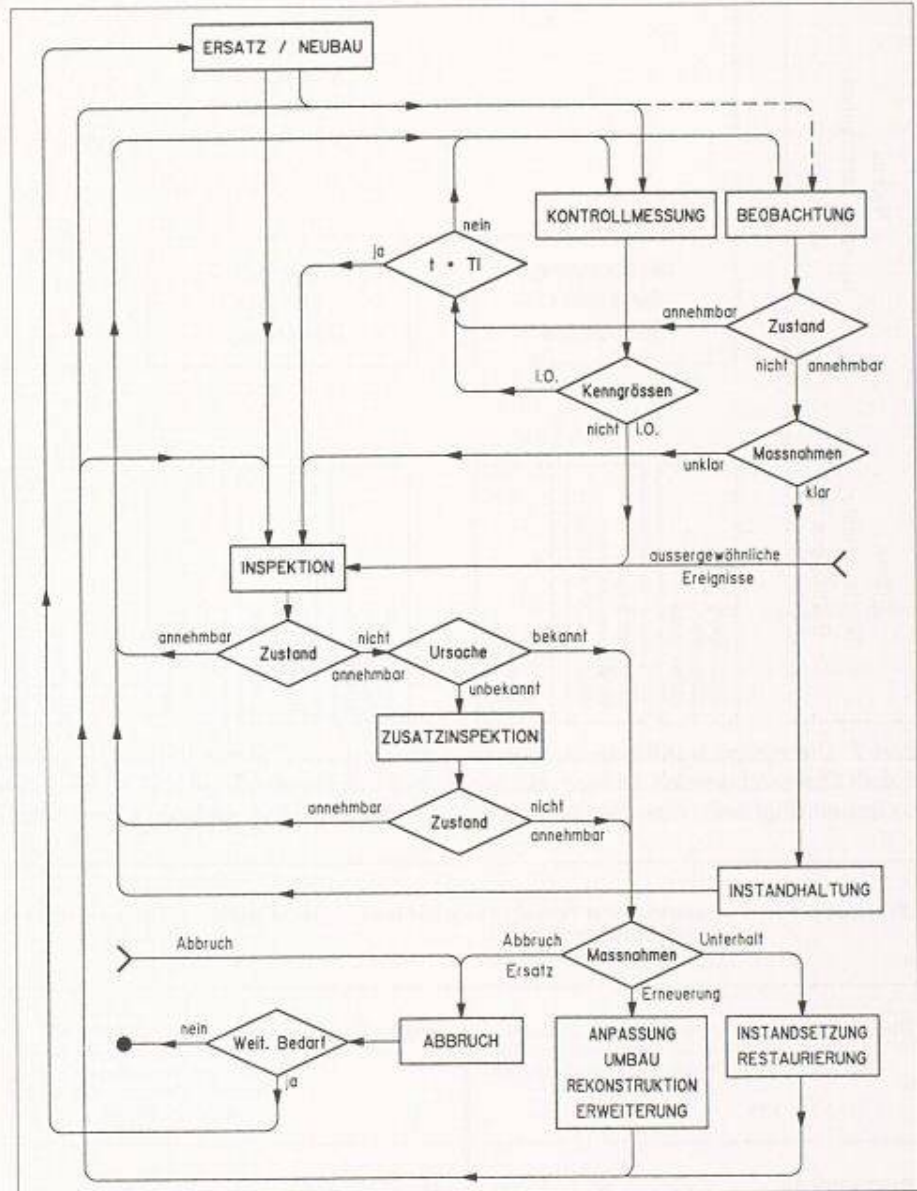 ERSATZ / NEUBAU
KONTROLLMESSUNG
BEOBACHTUNG
nein
ja
t = TI
annehmbar
Zustand
nicht annehmbar
I.O.
Kenngrössen
nicht I.O.
Massnahmen
unklar
klar
INSPEKTION
aussergewöhnliche
Ereignisse
annehmbar
Zustand
nicht
annehmbar
Ursache
bekannt
unbekannt
ZUSATZINSPEKTION
annehmbar
Zustand
nicht
annehmbar
INSTANDHALTUNG
Abbruch
Abbruch
Ersatz
Massnahmen
Unterhalt
Erneuerung
nein
Weit. Bedarf
ja
ABBRUCH
ANPASSUNG
UMBAU
REKONSTRUKTION
ERWEITERUNG
INSTANDSETZUNG
RESTAURIERUNG